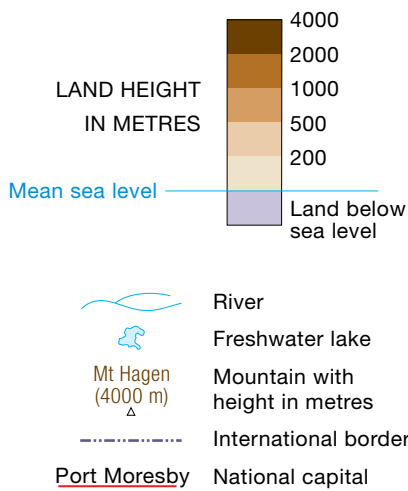 4000
2000
LAND HEIGHT
IN METRES
1000
500
200
Mean sea level
Land below
sea level
River
Freshwater lake
Mt Hagen
(4000 m)
Mountain with
height in metres
International border
Port Moresby
National capital